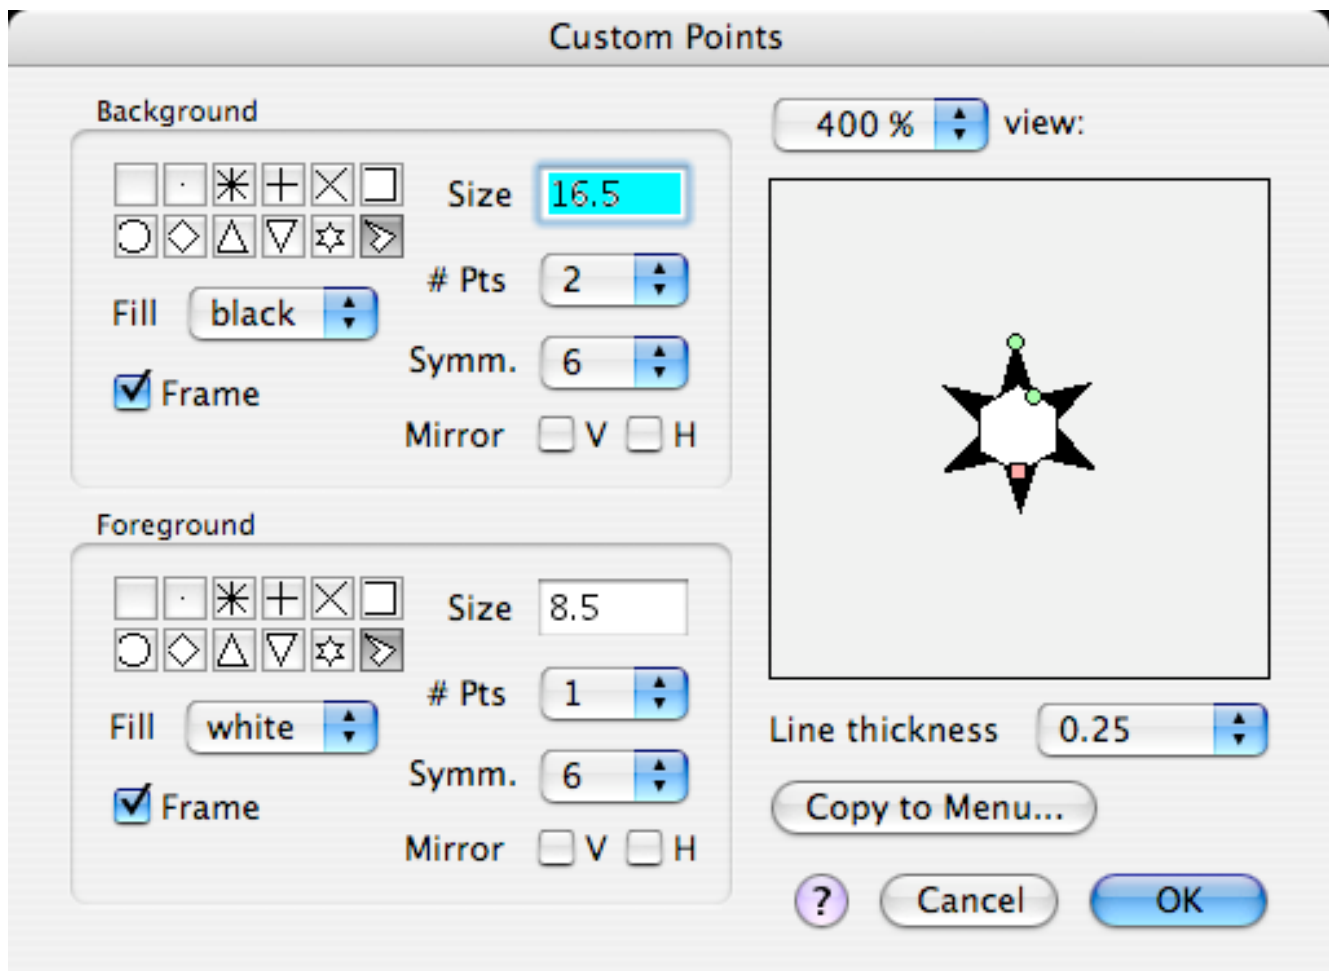 Custom Points
Background
Size 16.5
# Pts 2
Fill black
Symm. 6
Frame
Mirror V H
Foreground
Size 8.5
# Pts 1
Fill white
Symm. 6
Frame
Mirror V H
400 % view:
Line thickness 0.25
Copy to Menu...
? Cancel OK